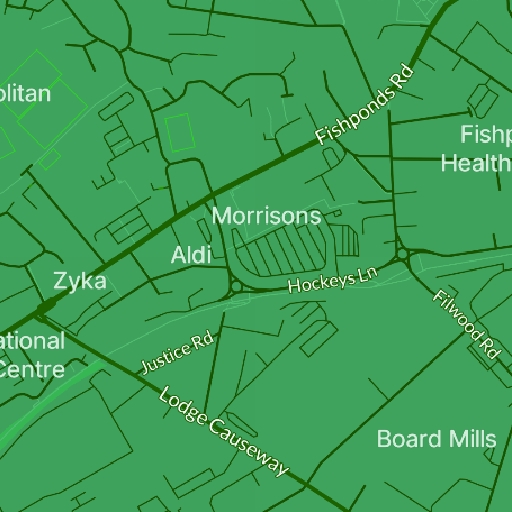 olitan
Fishponds Rd
Fishp
Health
Morrisons
Aldi
Zyka
Hockeys Ln
Filwood Rd
ational
Centre
Justice Rd
Lodge Causeway
Board Mills